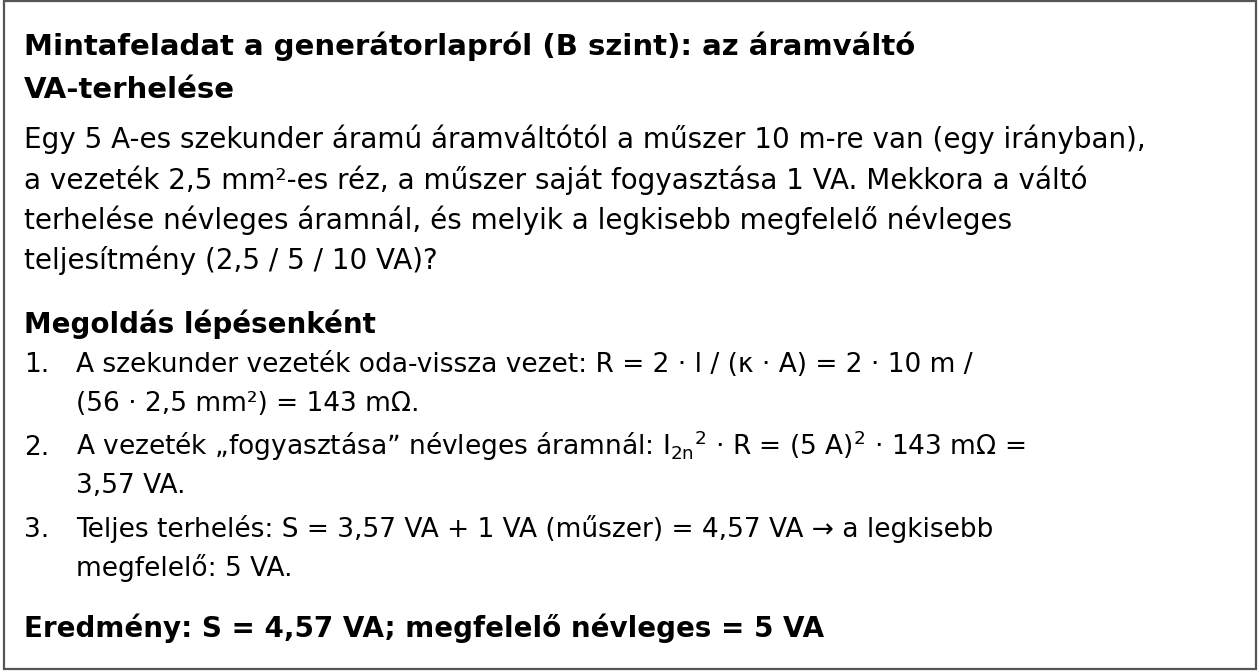 Mintafeladat a generátorlapról (B szint): az áramváltó
VA-terhelése
Egy 5 A-es szekunder áramú áramváltótól a műszer 10 m-re van (egy irányban),
a vezeték 2,5 mm²-es réz, a műszer saját fogyasztása 1 VA. Mekkora a váltó
terhelése névleges áramnál, és melyik a legkisebb megfelelő névleges
teljesítmény (2,5 / 5 / 10 VA)?
Megoldás lépésenként
1. A szekunder vezeték oda-vissza vezet: R = 2 · l / (κ · A) = 2 · 10 m /
(56 · 2,5 mm²) = 143 mΩ.
2. A vezeték „fogyasztása” névleges áramnál: I₂ₙ² · R = (5 A)² · 143 mΩ =
3,57 VA.
3. Teljes terhelés: S = 3,57 VA + 1 VA (műszer) = 4,57 VA → a legkisebb
megfelelő: 5 VA.
Eredmény: S = 4,57 VA; megfelelő névleges = 5 VA